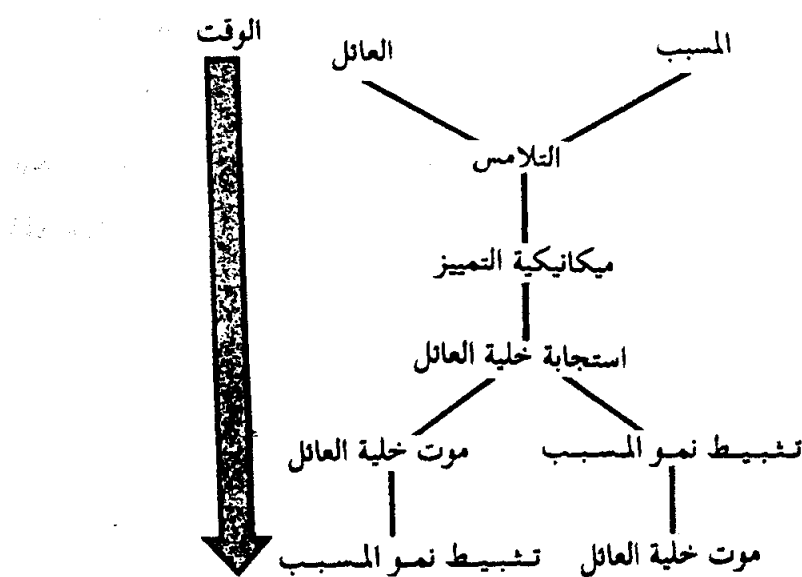 الوقت
المسبب
العائل
التلامس
ميكانيكية التمييز
استجابة خلية العائل
تثبيط نمو المسبب
موت خلية العائل
موت خلية العائل
تثبيط نمو المسبب